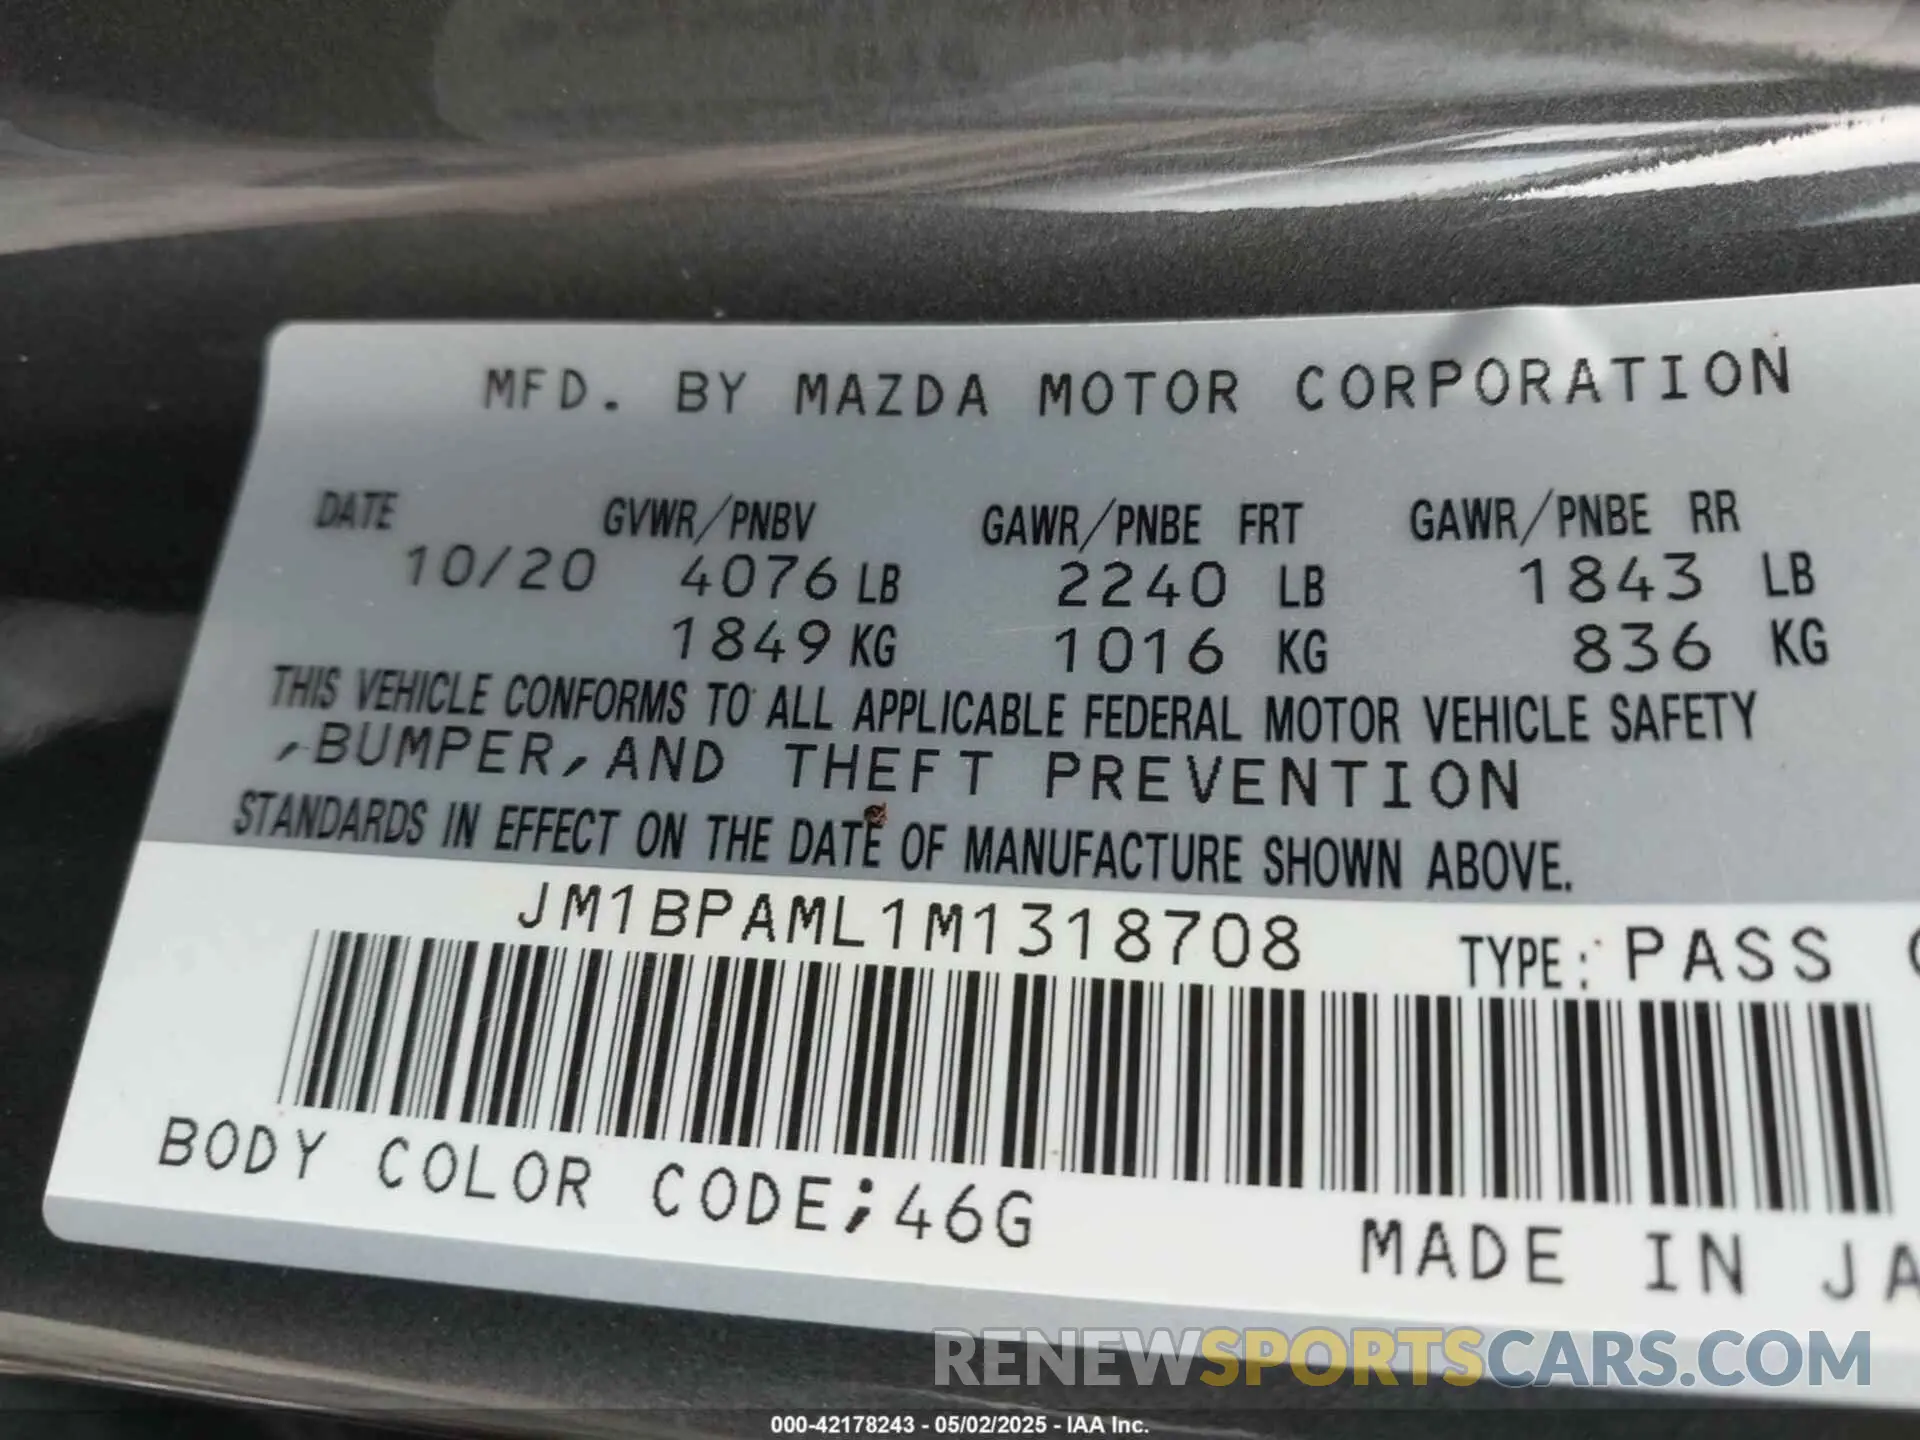 MFD. BY MAZDA MOTOR CORPORATION
DATE GVWR/PNBV GAWR/PNBE FRT GAWR/PNBE RR
10/20 4076 LB 2240 LB 1843 LB
1849 KG 1016 KG 836 KG
THIS VEHICLE CONFORMS TO ALL APPLICABLE FEDERAL MOTOR VEHICLE SAFETY
,BUMPER,AND THEFT PREVENTION
STANDARDS IN EFFECT ON THE DATE OF MANUFACTURE SHOWN ABOVE.
JM1BPAML1M1318708 TYPE: PASS
BODY COLOR CODE;46G
MADE IN JA
RENEWSPORTSCARS.COM
000-42178243 - 05/02/2025 - IAA Inc.